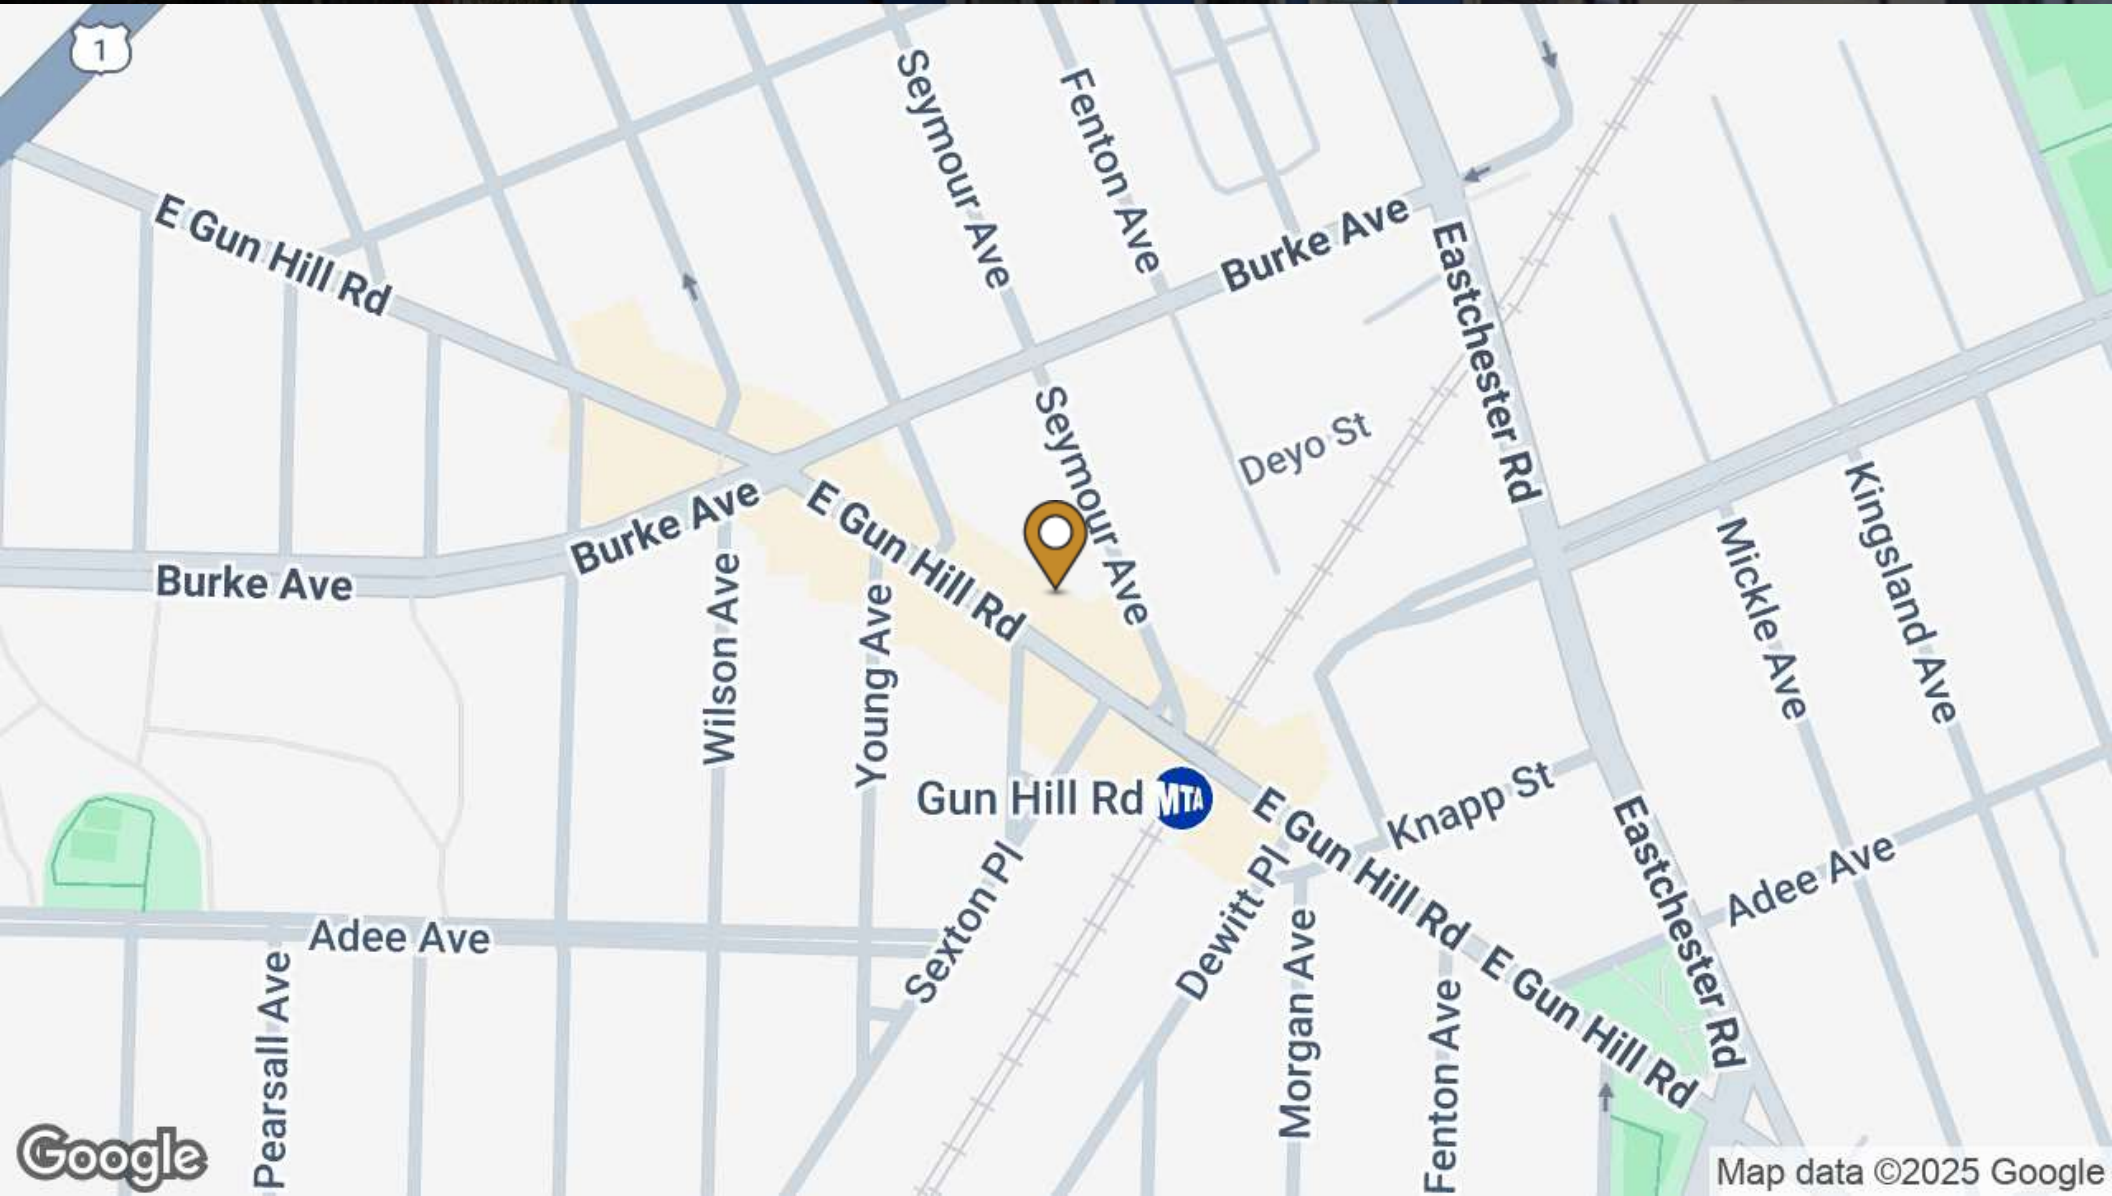 1
Seymour Ave
Fenton Ave
E Gun Hill Rd
Burke Ave
Eastchester Rd
Seymour Ave
Deyo St
E Gun Hill Rd
Burke Ave
Burke Ave
Mickle Ave
Kingsland Ave
Wilson Ave
Young Ave
Gun Hill Rd
MTA
E Gun Hill Rd
Knapp St
Eastchester Rd
Adee Ave
Sexton Pl
Dewitt Pl
Adee Ave
Pearsall Ave
Morgan Ave
Fenton Ave
E Gun Hill Rd
Google
Map data ©2025 Google